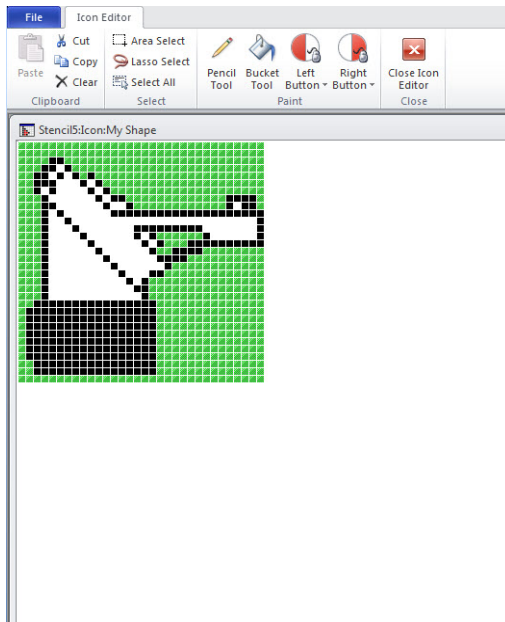 File
Icon Editor
Cut
Copy
Clear
Paste
Clipboard
Area Select
Lasso Select
Select All
Select
Pencil Tool
Bucket Tool
Left Button
Right Button
Paint
Close Icon Editor
Close
Stencil5:Icon:My Shape